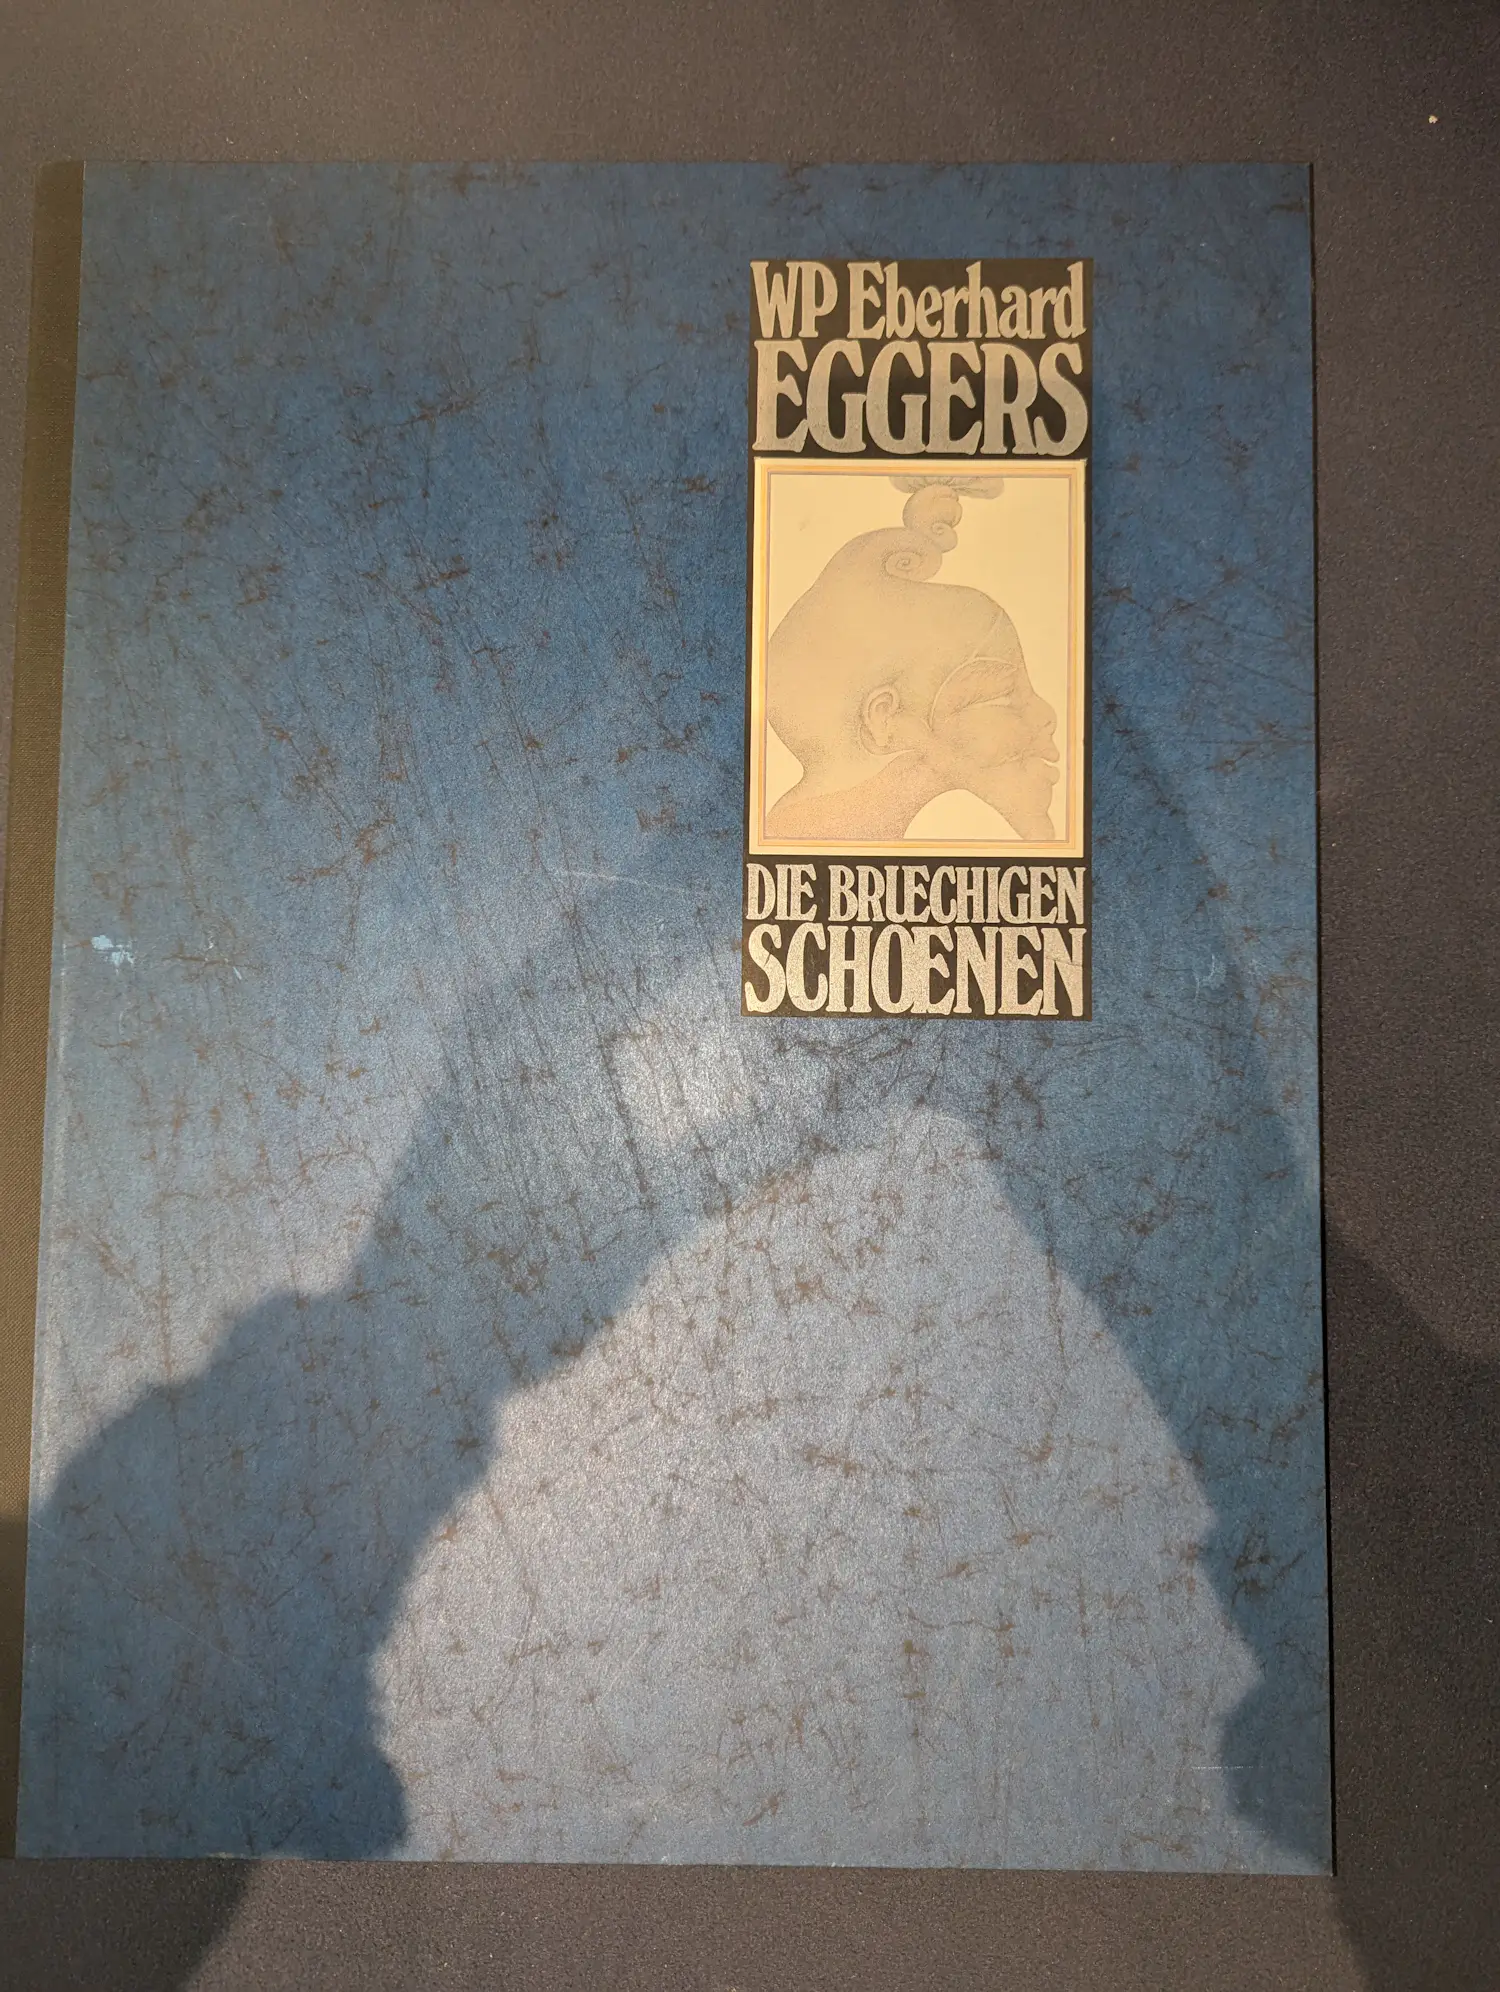 WP Eberhard
EGGERS
DIE BRUECHIGEN
SCHOENEN